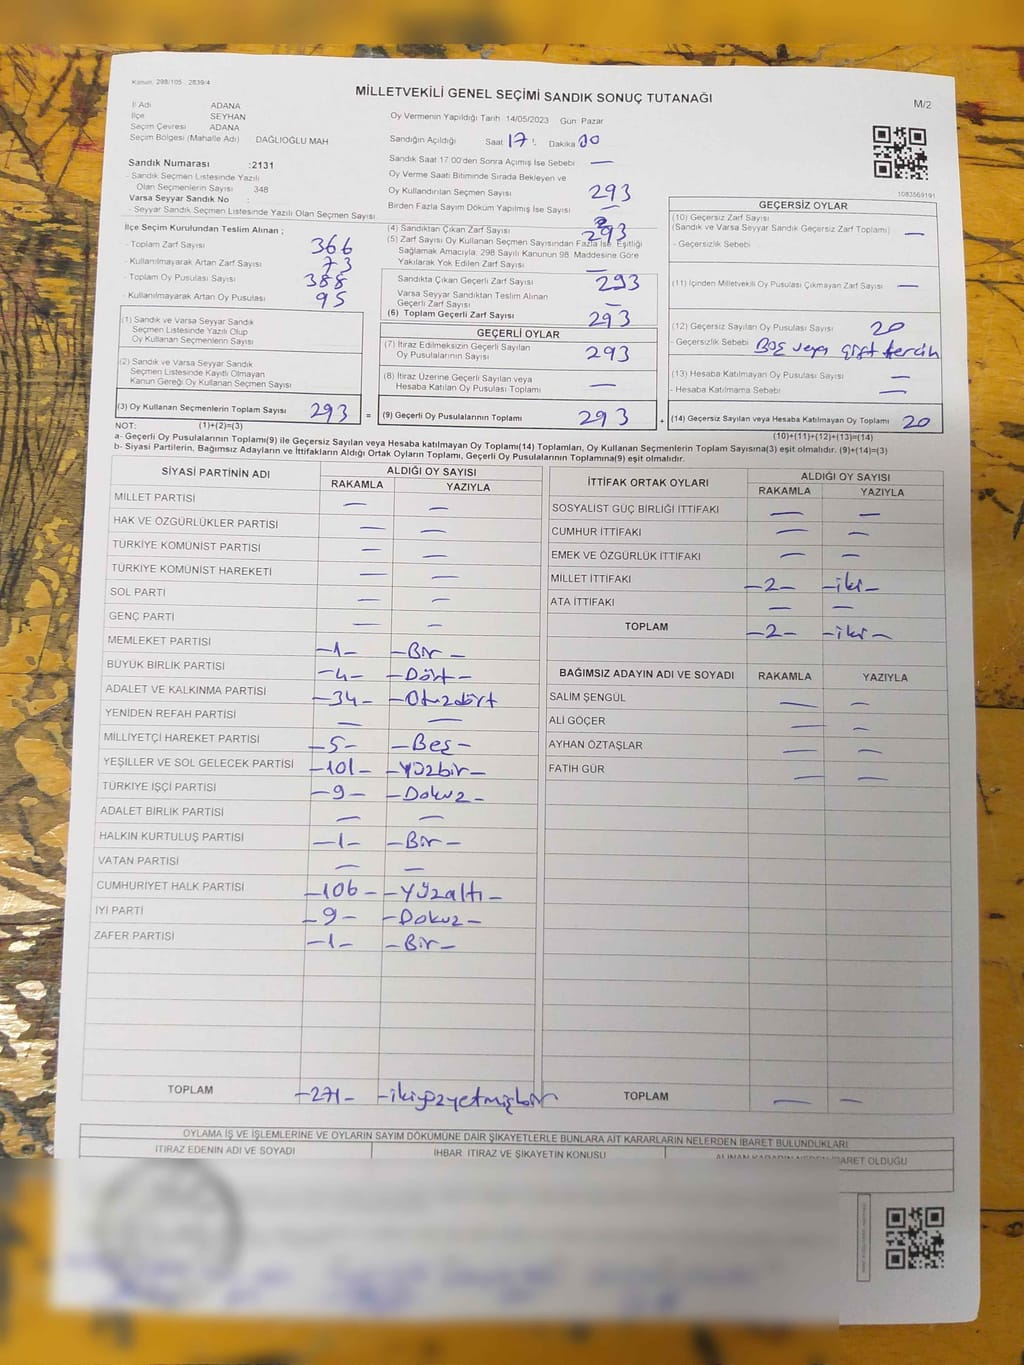 Kanun: 298/105 , 2839/4
MİLLETVEKİLİ GENEL SEÇİMİ SANDIK SONUÇ TUTANAĞI
M/2
İl Adı ADANA
İlçe SEYHAN
Seçim Çevresi ADANA
Seçim Bölgesi (Mahalle Adı) DAĞLIOĞLU MAH
Sandık Numarası :2131
- Sandık Seçmen Listesinde Yazılı
Olan Seçmenlerin Sayısı 348
Varsa Seyyar Sandık No :
- Seyyar Sandık Seçmen Listesinde Yazılı Olan Seçmen Sayısı
Oy Vermenin Yapıldığı Tarih: 14/05/2023 Gün: Pazar
Sandığın Açıldığı Saat 17 Dakika 00
Sandık Saat 17:00'den Sonra Açımış İse Sebebi —
Oy Verme Saati Bitiminde Sırada Bekleyen ve
Oy Kullandırılan Seçmen Sayısı 293
Birden Fazla Sayım Döküm Yapılmış İse Sayısı —
1083569191
İlçe Seçim Kurulundan Teslim Alınan ;
- Toplam Zarf Sayısı 366
- Kullanılmayarak Artan Zarf Sayısı 73
- Toplam Oy Pusulası Sayısı 388
- Kullanılmayarak Artan Oy Pusulası 95
(1) Sandık ve Varsa Seyyar Sandık
Seçmen Listesinde Yazılı Olup
Oy Kullanan Seçmenlerin Sayısı
(2) Sandık ve Varsa Seyyar Sandık
Seçmen Listesinde Kayıtlı Olmayan
Kanun Gereği Oy Kullanan Seçmen Sayısı
(3) Oy Kullanan Seçmenlerin Toplam Sayısı 293 =
(4) Sandıktan Çıkan Zarf Sayısı 293
(5) Zarf Sayısı Oy Kullanan Seçmen Sayısından Fazla İse, Eşitliği
Sağlamak Amacıyla, 298 Sayılı Kanunun 98. Maddesine Göre
Yakılarak Yok Edilen Zarf Sayısı —
Sandıkta Çıkan Geçerli Zarf Sayısı 293
Varsa Seyyar Sandıktan Teslim Alınan
Geçerli Zarf Sayısı —
(6) Toplam Geçerli Zarf Sayısı 293
GEÇERLİ OYLAR
(7) İtiraz Edilmeksizin Geçerli Sayılan
Oy Pusulalarının Sayısı 293
(8) İtiraz Üzerine Geçerli Sayılan veya
Hesaba Katılan Oy Pusulası Toplamı —
(9) Geçerli Oy Pusulalarının Toplamı 293 +
GEÇERSİZ OYLAR
(10) Geçersiz Zarf Sayısı
(Sandık ve Varsa Seyyar Sandık Geçersiz Zarf Toplamı) —
- Geçersizlik Sebebi
(11) İçinden Milletvekili Oy Pusulası Çıkmayan Zarf Sayısı —
(12) Geçersiz Sayılan Oy Pusulası Sayısı 20
- Geçersizlik Sebebi Boş veya çift tercih
(13) Hesaba Katılmayan Oy Pusulası Sayısı —
- Hesaba Katılmama Sebebi —
(14) Geçersiz Sayılan veya Hesaba Katılmayan Oy Toplamı 20
NOT: (1)+(2)=(3)
(10)+(11)+(12)+(13)=(14)
a- Geçerli Oy Pusulalarının Toplamı(9) ile Geçersiz Sayılan veya Hesaba katılmayan Oy Toplam(14) Toplamları, Oy Kullanan Seçmenlerin Toplam Sayısına(3) eşit olmalıdır. (9)+(14)=(3)
b- Siyasi Partilerin, Bağımsız Adayların ve İttifakların Aldığı Ortak Oyların Toplamı, Geçerli Oy Pusulalarının Toplamına(9) eşit olmalıdır.
SİYASİ PARTİNİN ADI ALDIĞI OY SAYISI
RAKAMLA YAZIYLA
MİLLET PARTİSİ — —
HAK VE ÖZGÜRLÜKLER PARTİSİ — —
TÜRKİYE KOMÜNİST PARTİSİ — —
TÜRKİYE KOMÜNİST HAREKETİ — —
SOL PARTİ — —
GENÇ PARTİ — —
MEMLEKET PARTİSİ -1- -Bir-
BÜYÜK BİRLİK PARTİSİ -4- -Dört-
ADALET VE KALKINMA PARTİSİ -34- -Otuzdört
YENİDEN REFAH PARTİSİ — —
MİLLİYETÇİ HAREKET PARTİSİ -5- -Beş-
YEŞİLLER VE SOL GELECEK PARTİSİ -101- -Yüzbir-
TÜRKİYE İŞÇİ PARTİSİ -9- -Dokuz-
ADALET BİRLİK PARTİSİ — —
HALKIN KURTULUŞ PARTİSİ -1- -Bir-
VATAN PARTİSİ — —
CUMHURİYET HALK PARTİSİ -106- -Yüzaltı-
İYİ PARTİ -9- -Dokuz-
ZAFER PARTİSİ -1- -Bir-
TOPLAM -271- -ikiyüzyetmişbir
İTTİFAK ORTAK OYLARI ALDIĞI OY SAYISI
RAKAMLA YAZIYLA
SOSYALİST GÜÇ BİRLİĞİ İTTİFAKI — —
CUMHUR İTTİFAKI — —
EMEK VE ÖZGÜRLÜK İTTİFAKI — —
MİLLET İTTİFAKI -2- -iki-
ATA İTTİFAKI — —
TOPLAM -2- -iki-
BAĞIMSIZ ADAYIN ADI VE SOYADI RAKAMLA YAZIYLA
SALİM ŞENGÜL — —
ALİ GÖÇER — —
AYHAN ÖZTAŞLAR — —
FATİH GÜR — —
TOPLAM — —
OYLAMA İŞ VE İŞLEMLERİNE VE OYLARIN SAYIM DÖKÜMÜNE DAİR ŞİKAYETLERLE BUNLARA AİT KARARLARIN NELERDEN İBARET BULUNDUKLARI
İTİRAZ EDENİN ADI VE SOYADI İHBAR, İTİRAZ VE ŞİKAYETİN KONUSU ALINAN KARARIN NEDEN İBARET OLDUĞU